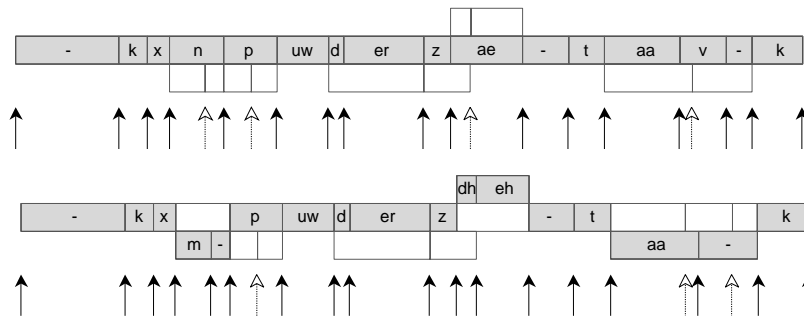 - k x n p uw d er z ae - t aa v - k
dh eh
- k x p uw d er z - t k
m - aa -